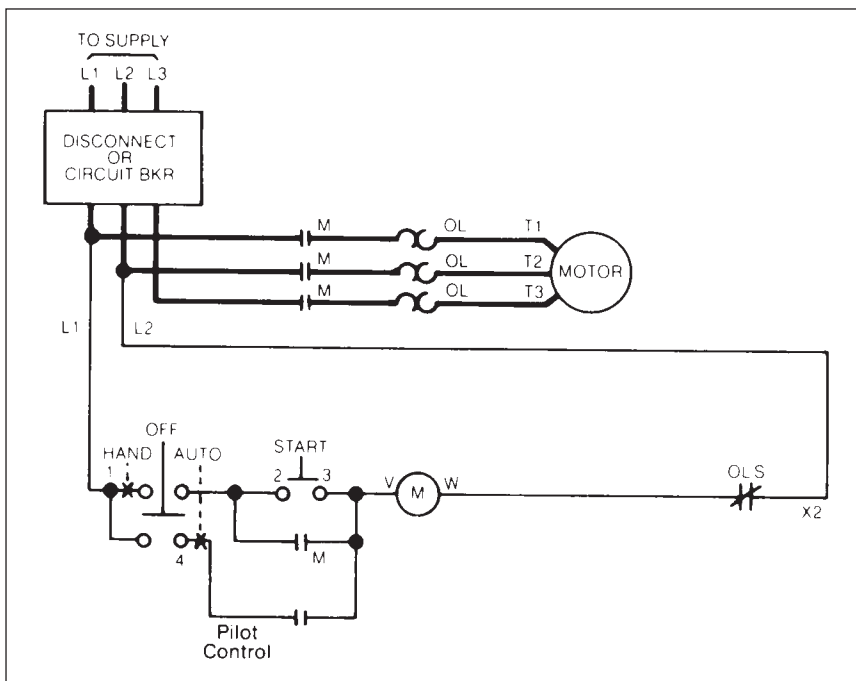 TO SUPPLY
L1 L2 L3
DISCONNECT
OR
CIRCUIT BKR
M OL T1
M OL T2
MOTOR
M OL T3
L1 L2
OFF
HAND AUTO START
1 2 3 V M W OLS
X2
4 M
Pilot
Control